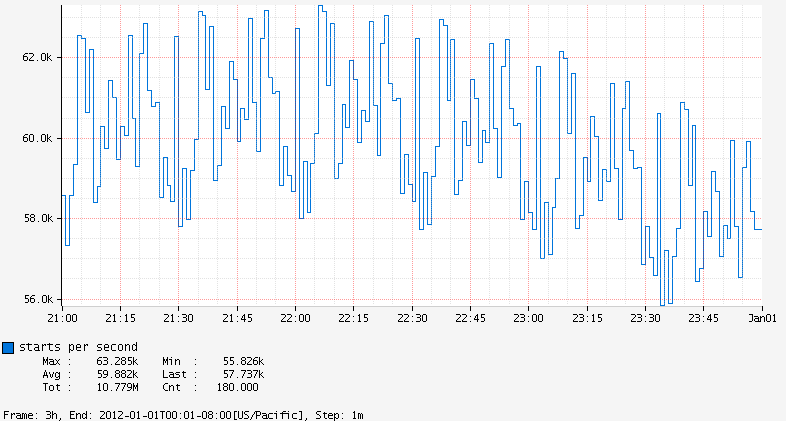 62.0k
60.0k
58.0k
56.0k
21:00 21:15 21:30 21:45 22:00 22:15 22:30 22:45 23:00 23:15 23:30 23:45 Jan01
starts per second
Max : 63.285k Min : 55.826k
Avg : 59.882k Last : 57.737k
Tot : 10.779M Cnt : 180.000
Frame: 3h, End: 2012-01-01T00:01-08:00[US/Pacific], Step: 1m